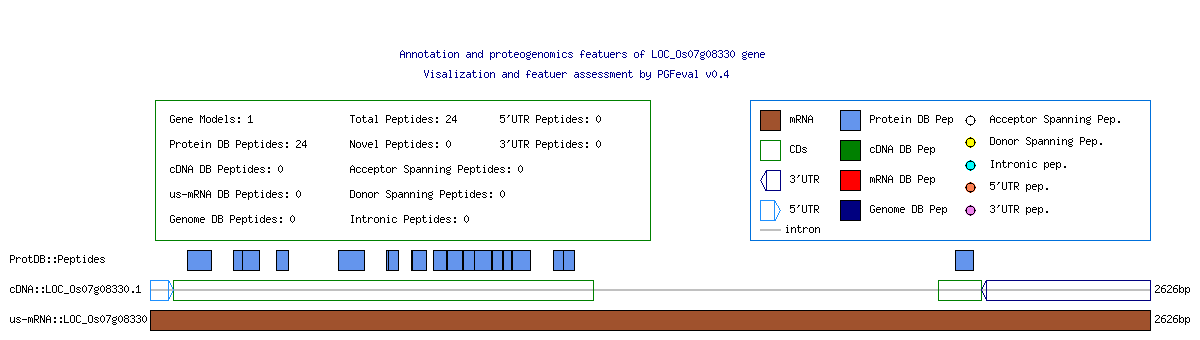 Annotation and proteogenomics featuers of LOC_Os07g08330 gene
Visalization and featuer assessment by PGFeval v0.4
Gene Models: 1
Total Peptides: 24
5'UTR Peptides: 0
Protein DB Peptides: 24
Novel Peptides: 0
3'UTR Peptides: 0
cDNA DB Peptides: 0
Acceptor Spanning Peptides: 0
us-mRNA DB Peptides: 0
Donor Spanning Peptides: 0
Genome DB Peptides: 0
Intronic Peptides: 0
mRNA
Protein DB Pep
Acceptor Spanning Pep.
CDs
cDNA DB Pep
Donor Spanning Pep.
3'UTR
mRNA DB Pep
Intronic pep.
5'UTR
Genome DB Pep
5'UTR pep.
3'UTR pep.
intron
ProtDB::Peptides
cDNA::LOC_Os07g08330.1
2626bp
us-mRNA::LOC_Os07g08330
2626bp